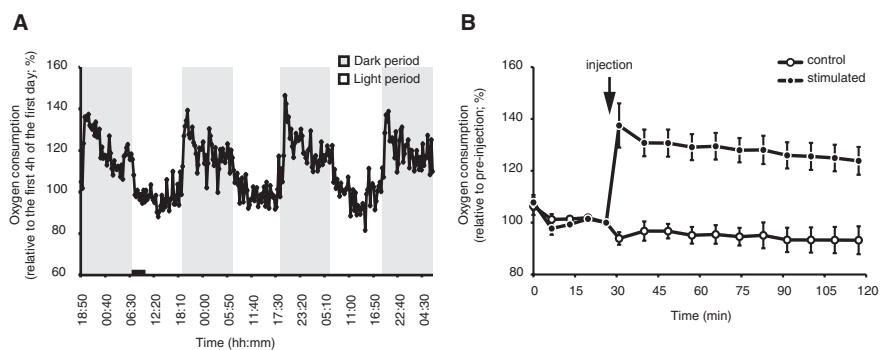 A
Oxygen consumption
(relative to the first 4h of the first day; %)
160
140
120
100
80
60
Dark period
Light period
18:50
00:40
06:30
12:20
18:10
00:00
05:50
11:40
17:30
23:20
05:10
11:00
16:50
22:40
04:30
Time (hh:mm)
B
Oxygen consumption
(relative to pre-injection; %)
160
140
120
100
80
injection
control
stimulated
0
15
30
45
60
75
90
105
120
Time (min)